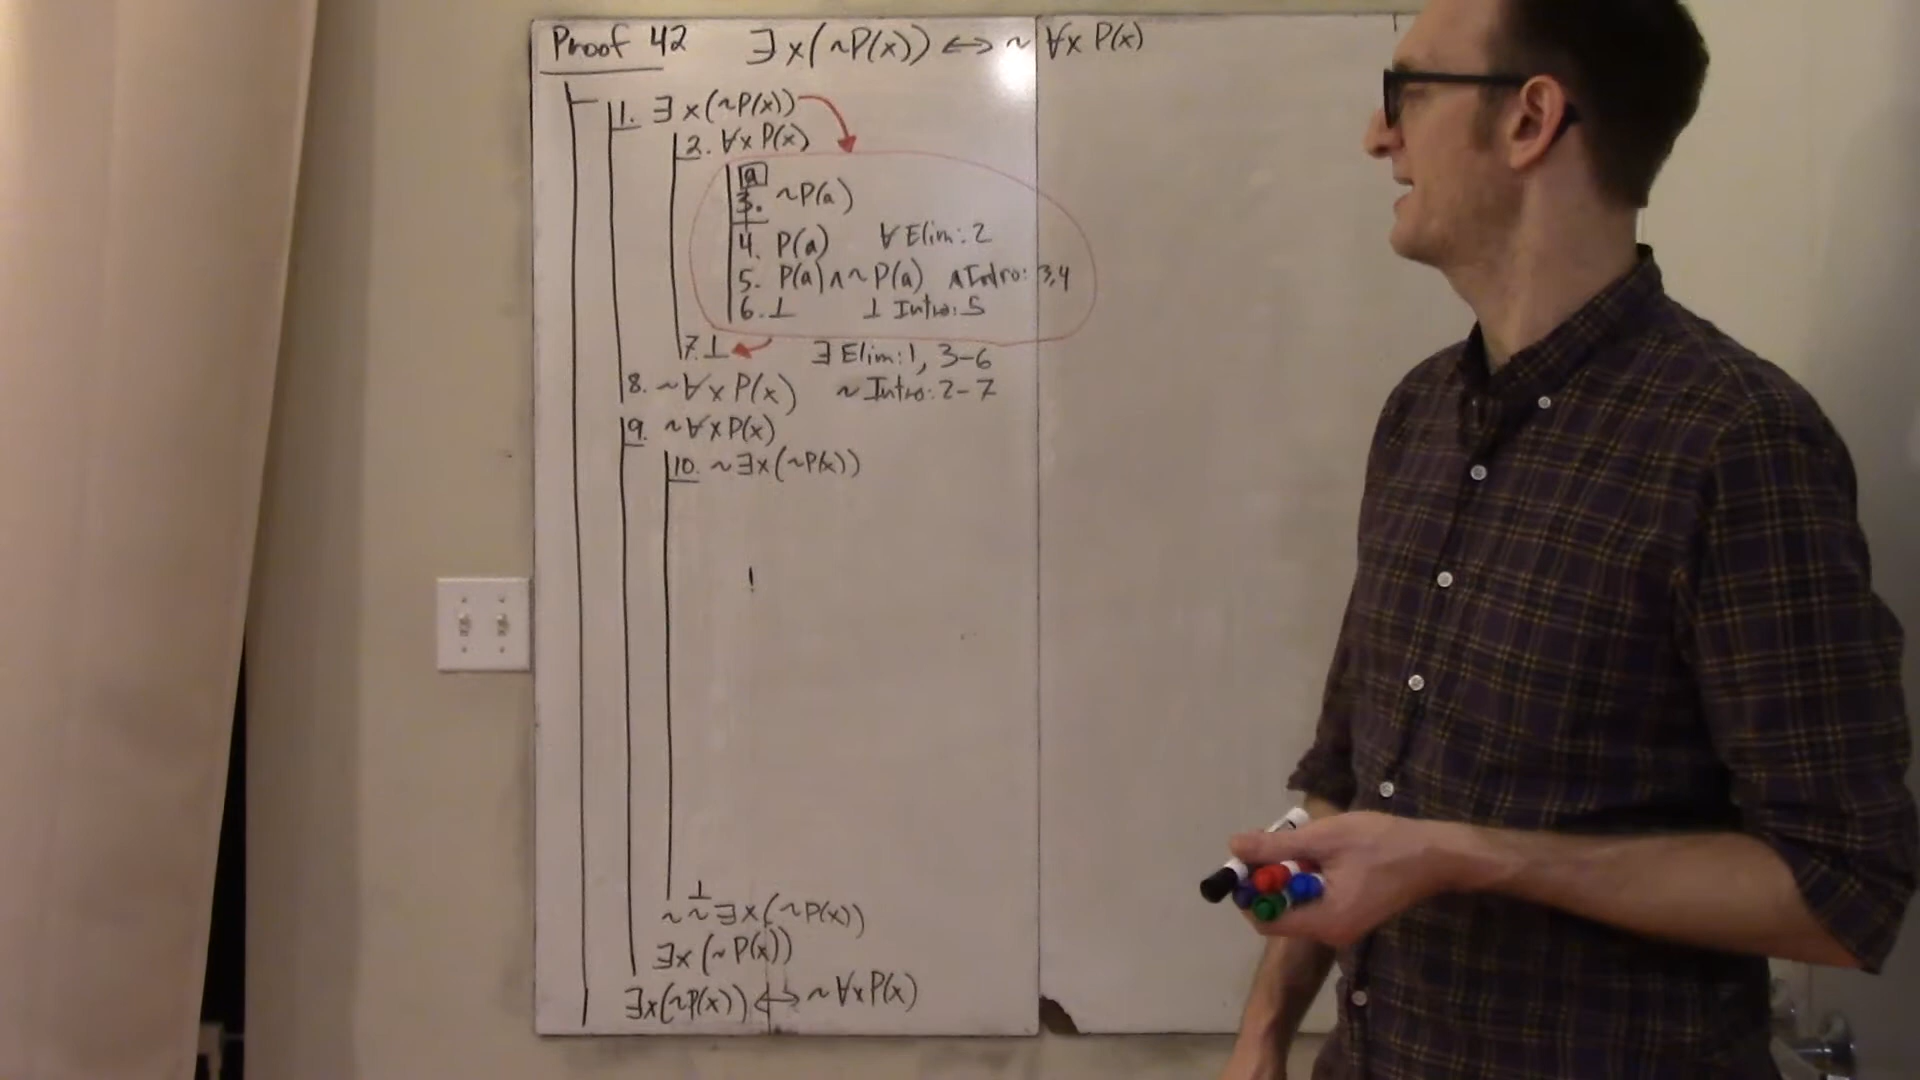 Proof 42 ∃x(~P(x)) ↔ ~∀x P(x)
1. ∃x(~P(x))
2. ∀x P(x)
a
3. ~P(a)
4. P(a) ∀ Elim: 2
5. P(a)∧~P(a) ∧Intro: 3,4
6. ⊥ ⊥ Intro: 5
7. ⊥ ∃ Elim: 1, 3-6
8. ~∀x P(x) ~ Intro: 2-7
9. ~∀x P(x)
10. ~∃x(~P(x))
⊥
~~∃x(~P(x))
∃x(~P(x))
∃x(~P(x)) ↔ ~∀x P(x)